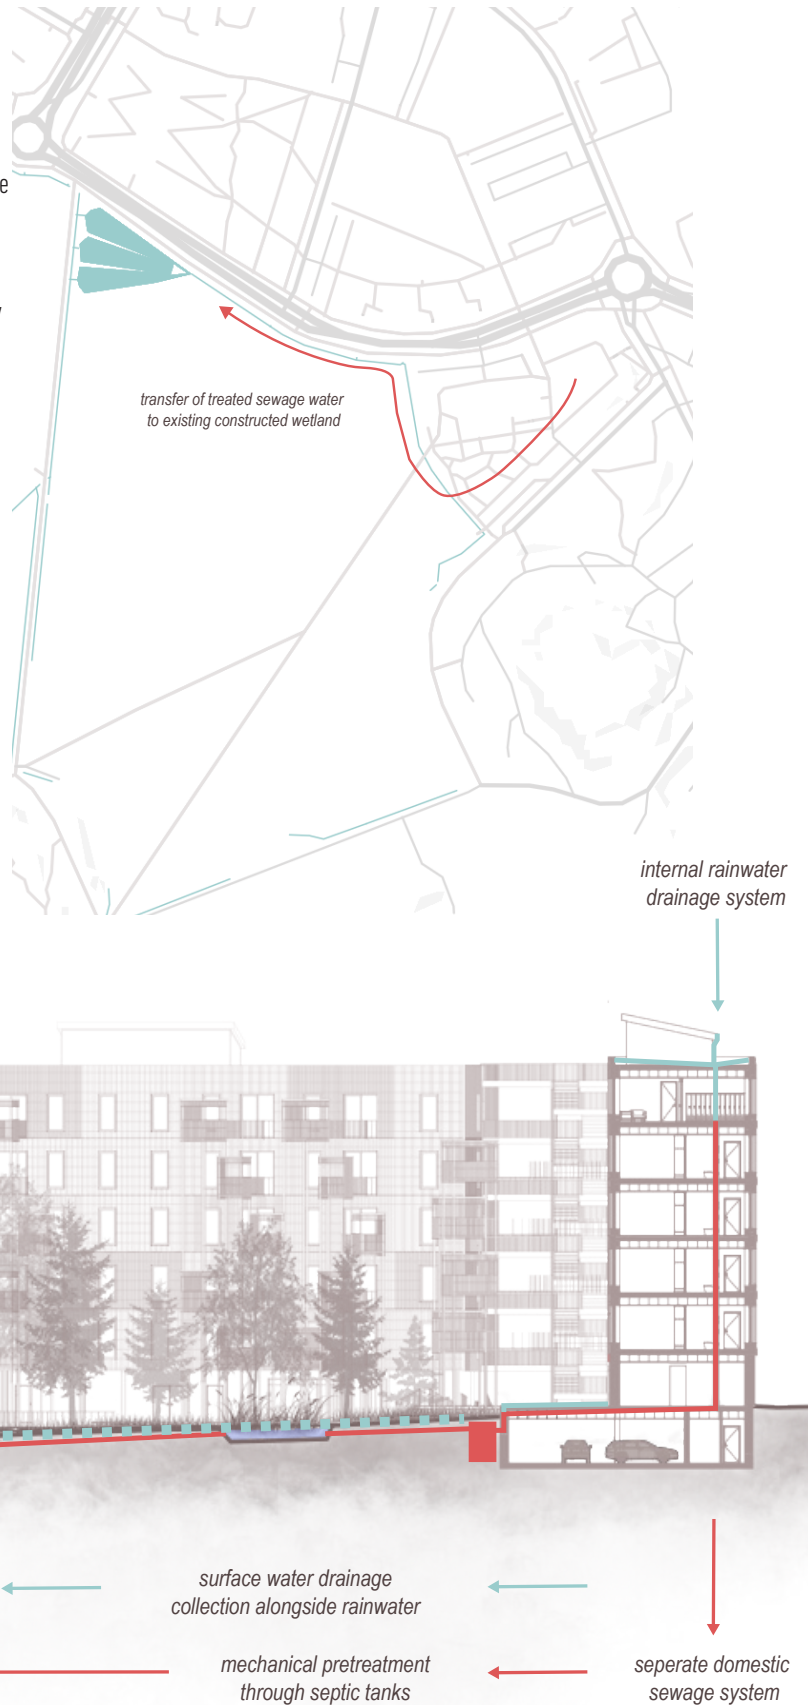 e
y
transfer of treated sewage water
to existing constructed wetland
internal rainwater
drainage system
surface water drainage
collection alongside rainwater
mechanical pretreatment
through septic tanks
seperate domestic
sewage system